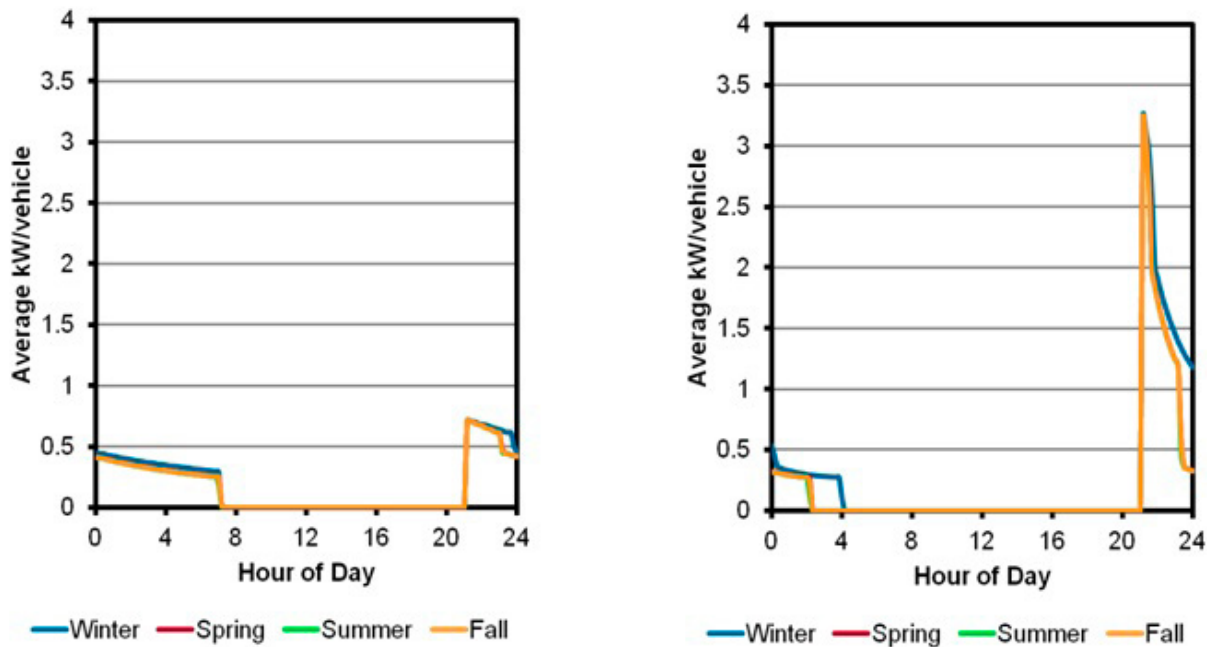 4
3.5
3
2.5
2
1.5
1
0.5
0
Average kW/vehicle
0 4 8 12 16 20 24
Hour of Day
Winter Spring Summer Fall
4
3.5
3
2.5
2
1.5
1
0.5
0
Average kW/vehicle
0 4 8 12 16 20 24
Hour of Day
Winter Spring Summer Fall